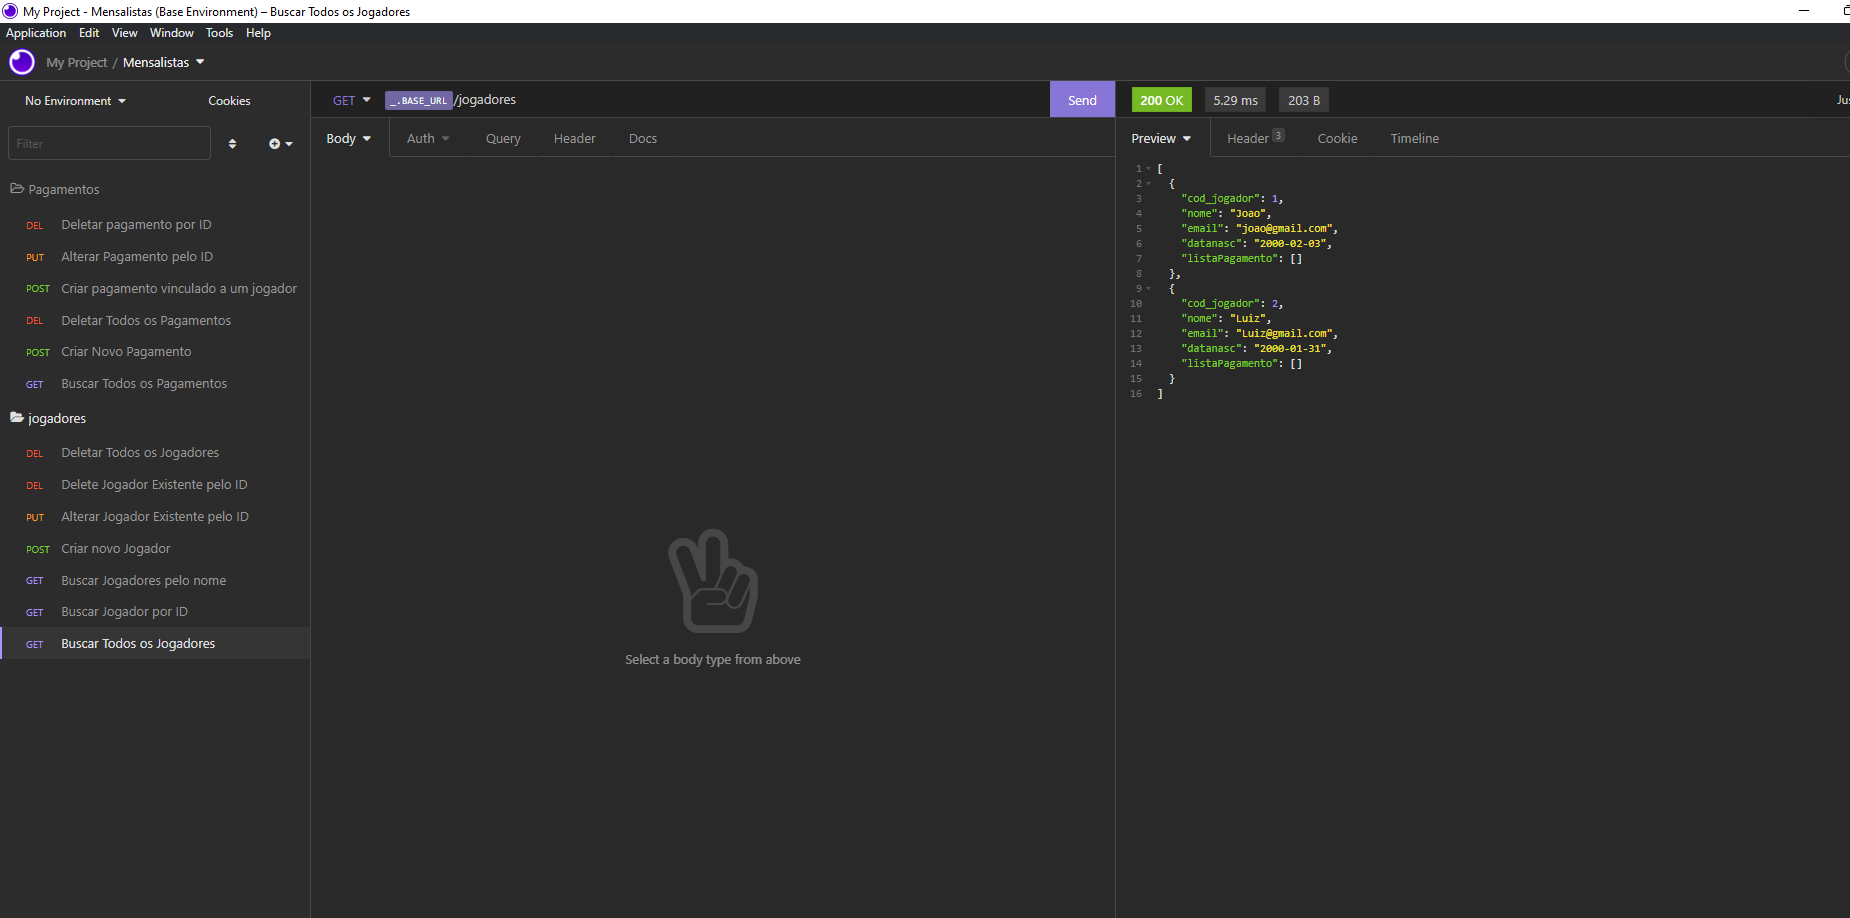 My Project - Mensalistas (Base Environment) – Buscar Todos os Jogadores
Application Edit View Window Tools Help
My Project / Mensalistas
No Environment Cookies
Filter
Pagamentos
DEL Deletar pagamento por ID
PUT Alterar Pagamento pelo ID
POST Criar pagamento vinculado a um jogador
DEL Deletar Todos os Pagamentos
POST Criar Novo Pagamento
GET Buscar Todos os Pagamentos
jogadores
DEL Deletar Todos os Jogadores
DEL Delete Jogador Existente pelo ID
PUT Alterar Jogador Existente pelo ID
POST Criar novo Jogador
GET Buscar Jogadores pelo nome
GET Buscar Jogador por ID
GET Buscar Todos os Jogadores
GET _.BASE_URL/jogadores Send
Body Auth Query Header Docs
Select a body type from above
200 OK 5.29 ms 203 B
Preview Header 3 Cookie Timeline
1 [
2 {
3 "cod_jogador": 1,
4 "nome": "Joao",
5 "email": "joao@gmail.com",
6 "datanasc": "2000-02-03",
7 "listaPagamento": []
8 },
9 {
10 "cod_jogador": 2,
11 "nome": "Luiz",
12 "email": "Luiz@gmail.com",
13 "datanasc": "2000-01-31",
14 "listaPagamento": []
15 }
16 ]